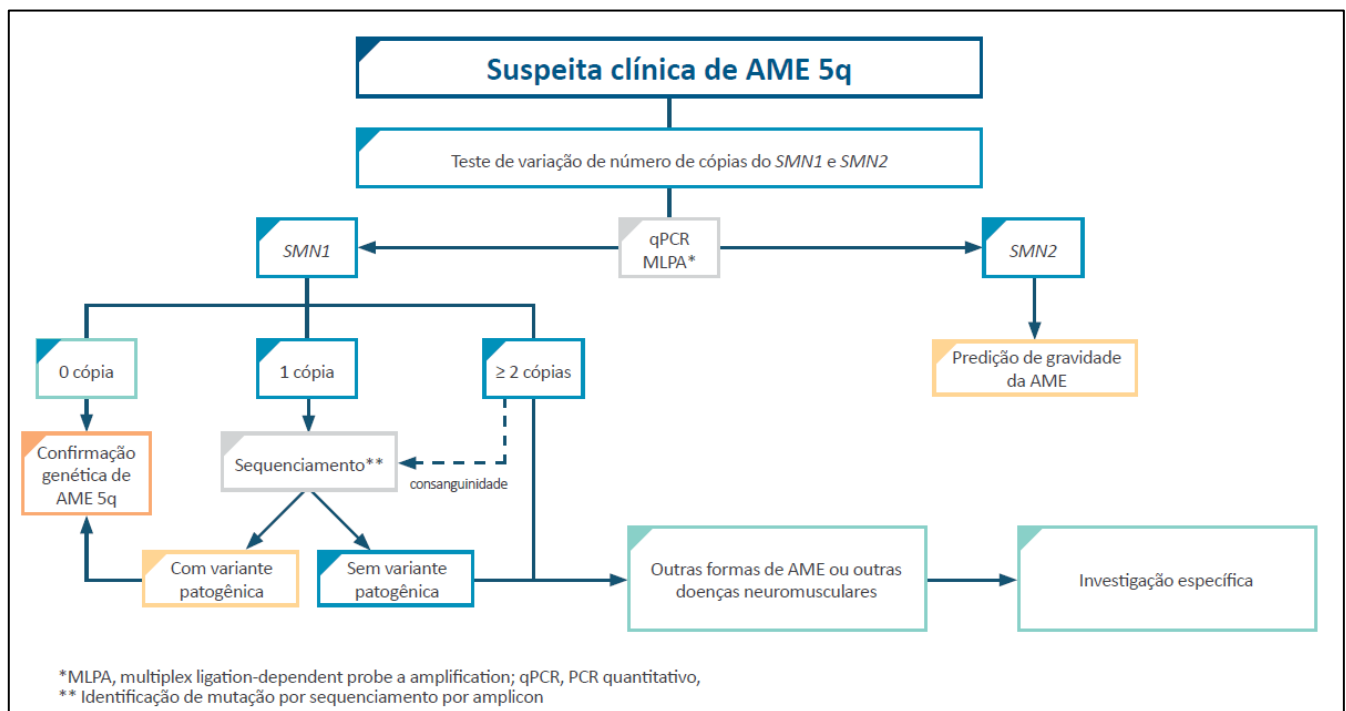 Suspeita clínica de AME 5q
Teste de variação de número de cópias do SMN1 e SMN2
SMN1
qPCR
MLPA*
SMN2
0 cópia
1 cópia
≥ 2 cópias
Predição de gravidade
da AME
Confirmação
genética de
AME 5q
Sequenciamento**
consanguinidade
Com variante
patogênica
Sem variante
patogênica
Outras formas de AME ou outras
doenças neuromusculares
Investigação específica
*MLPA, multiplex ligation-dependent probe a amplification; qPCR, PCR quantitativo,
** Identificação de mutação por sequenciamento por amplicon